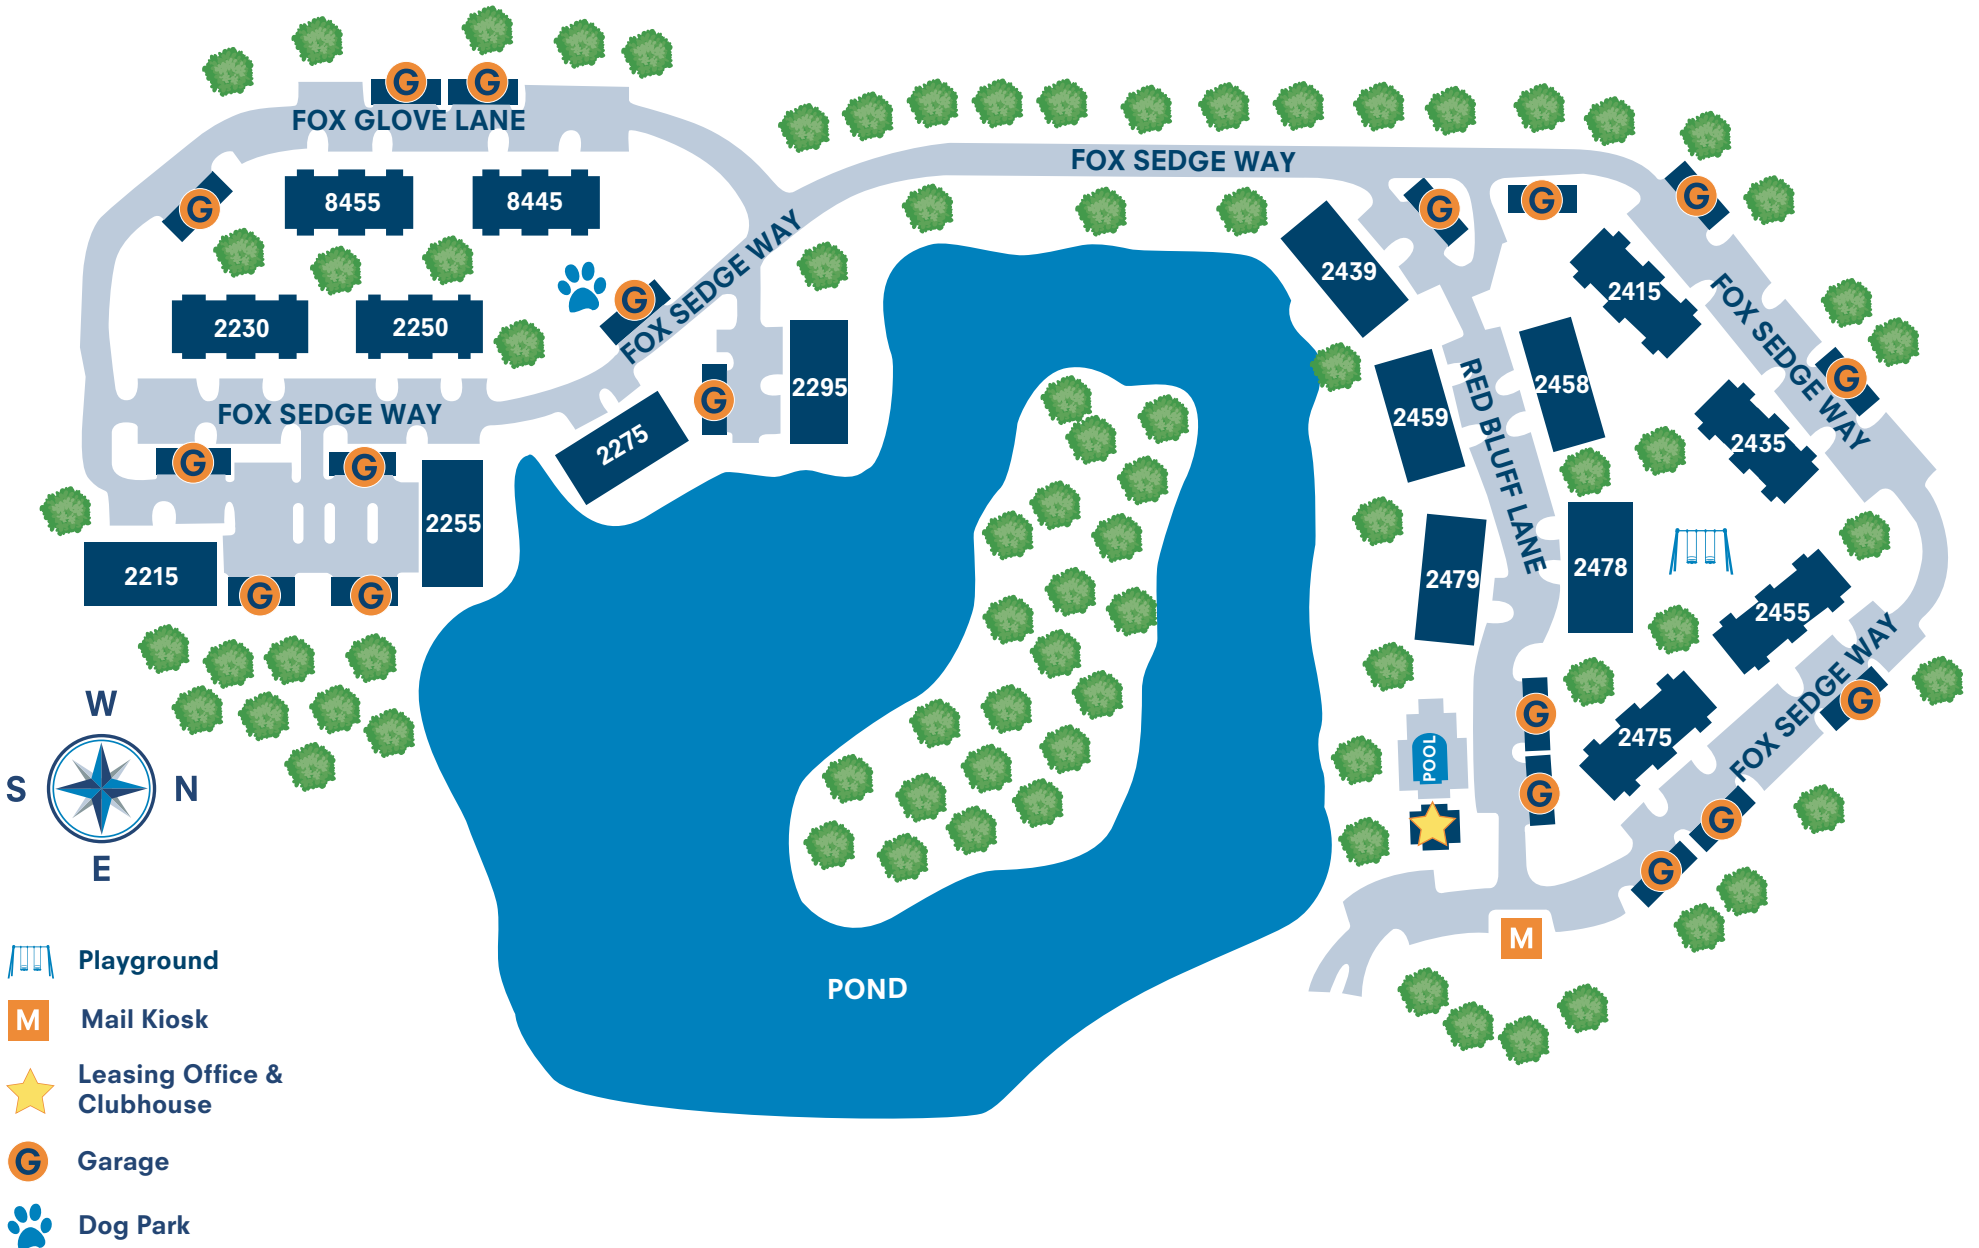 G
G
FOX GLOVE LANE
FOX SEDGE WAY
G
8455
8445
G
G
G
FOX SEDGE WAY
2439
2415
FOX SEDGE WAY
G
2230
2250
2295
G
2275
RED BLUFF LANE
2458
2459
G
FOX SEDGE WAY
2435
G
G
2255
2215
G
G
2479
2478
2455
FOX SEDGE WAY
G
G
2475
POOL
G
G
G
M
W
S
N
E
POND
Playground
M
Mail Kiosk
Leasing Office &
Clubhouse
G
Garage
Dog Park